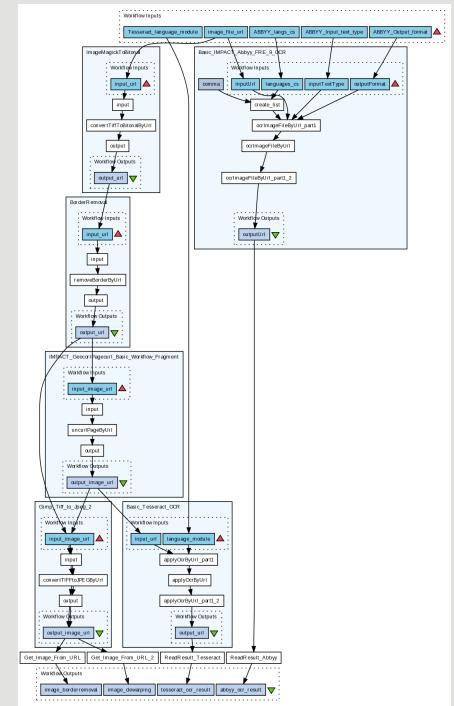 Workflow Inputs
Tesseract_language_module
image_file_url
ABBYY_langs_cs
ABBYY_Input_text_type
ABBYY_Output_format
ImageMagickToBitonal
Workflow Inputs
input_url
input
convertTiffToBitonalByUrl
output
Workflow Outputs
output_url
Basic_IMPACT_Abbyy_FRE_9_OCR
Workflow Inputs
comma
inputUrl
languages_cs
inputTextType
outputFormat
create_list
ocrImageFileByUrl_part1
ocrImageFileByUrl
ocrImageFileByUrl_part1_2
Workflow Outputs
outputUrl
BorderRemoval
Workflow Inputs
input_url
input
removeBorderByUrl
output
Workflow Outputs
output_url
Workflow Inputs
input_image_url
input
uncurlPageByUrl
output
Workflow Outputs
output_image_url
Gimp_Tiff_to_Jpeg_2
Workflow Inputs
input_image_url
input
convertTIFFtoJPEGByUrl
output
Workflow Outputs
output_image_url
Basic_Tesseract_OCR
Workflow Inputs
input_url
language_module
applyOcrByUrl_part1
applyOcrByUrl
applyOcrByUrl_part1_2
Workflow Outputs
output_url
Get_Image_From_URL
Get_Image_From_URL_2
ReadResult_Tesseract
ReadResult_Abbyy
Workflow Outputs
image_borderremoval
image_dewarping
tesseract_ocr_result
abbyy_ocr_result